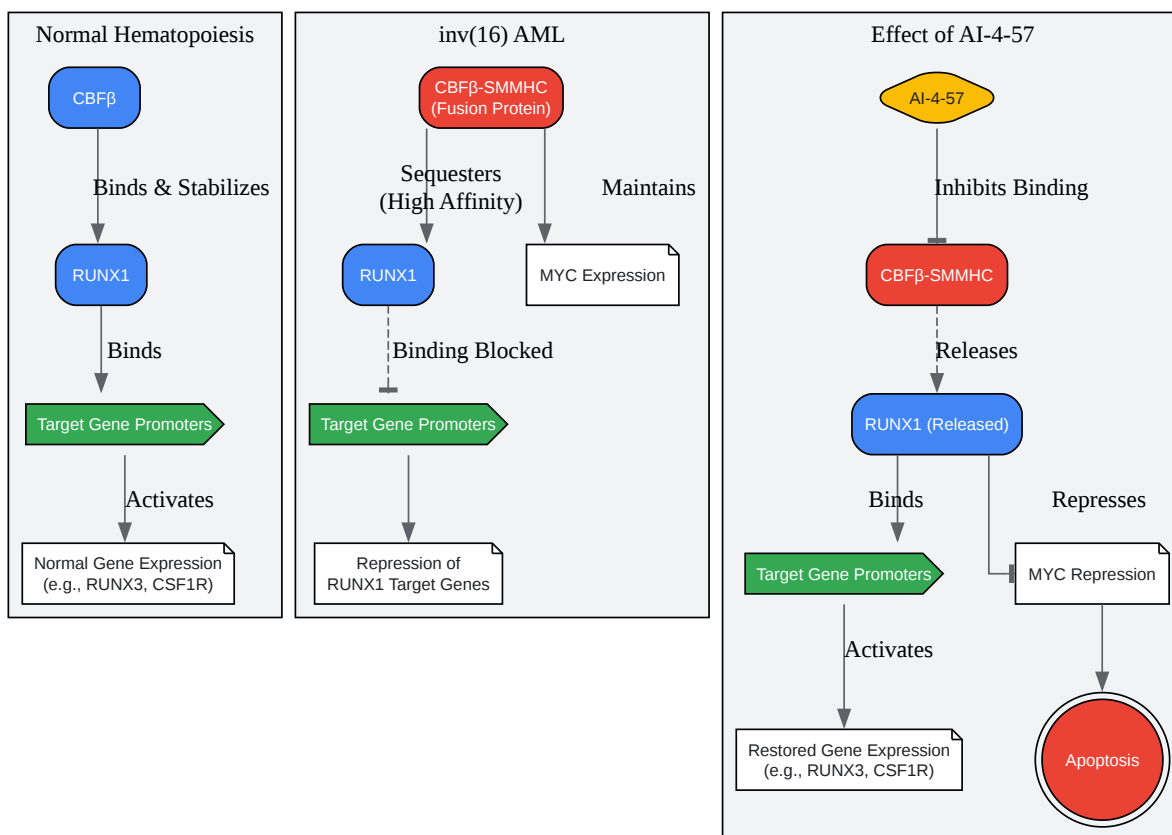 Normal Hematopoiesis
CBFβ
Binds & Stabilizes
RUNX1
Binds
Target Gene Promoters
Activates
Normal Gene Expression
(e.g., RUNX3, CSF1R)
inv(16) AML
CBFβ-SMMHC
(Fusion Protein)
Sequesters
(High Affinity)
Maintains
RUNX1
MYC Expression
Binding Blocked
Target Gene Promoters
Repression of
RUNX1 Target Genes
Effect of AI-4-57
AI-4-57
Inhibits Binding
CBFβ-SMMHC
Releases
RUNX1 (Released)
Binds
Represses
Target Gene Promoters
MYC Repression
Activates
Restored Gene Expression
(e.g., RUNX3, CSF1R)
Apoptosis